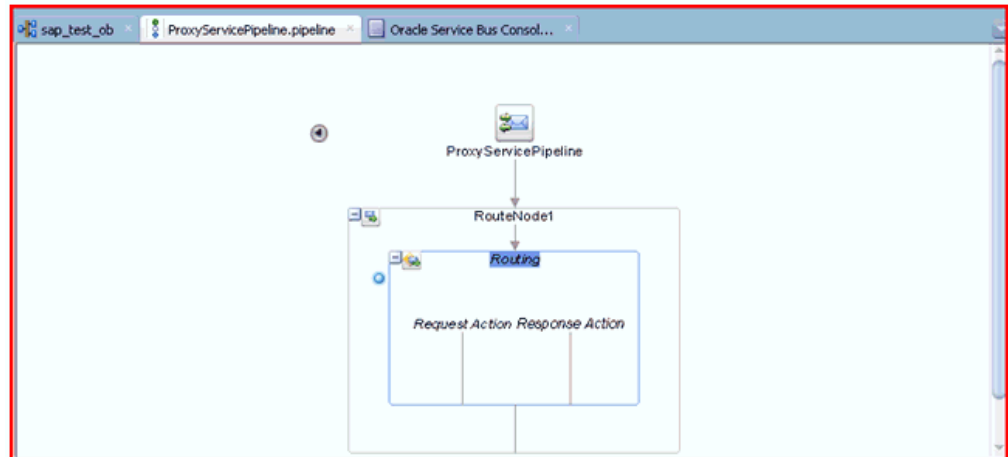 sap_test_ob ProxyServicePipeline.pipeline Oracle Service Bus Consol...
ProxyServicePipeline
RouteNode1
Routing
Request Action Response Action